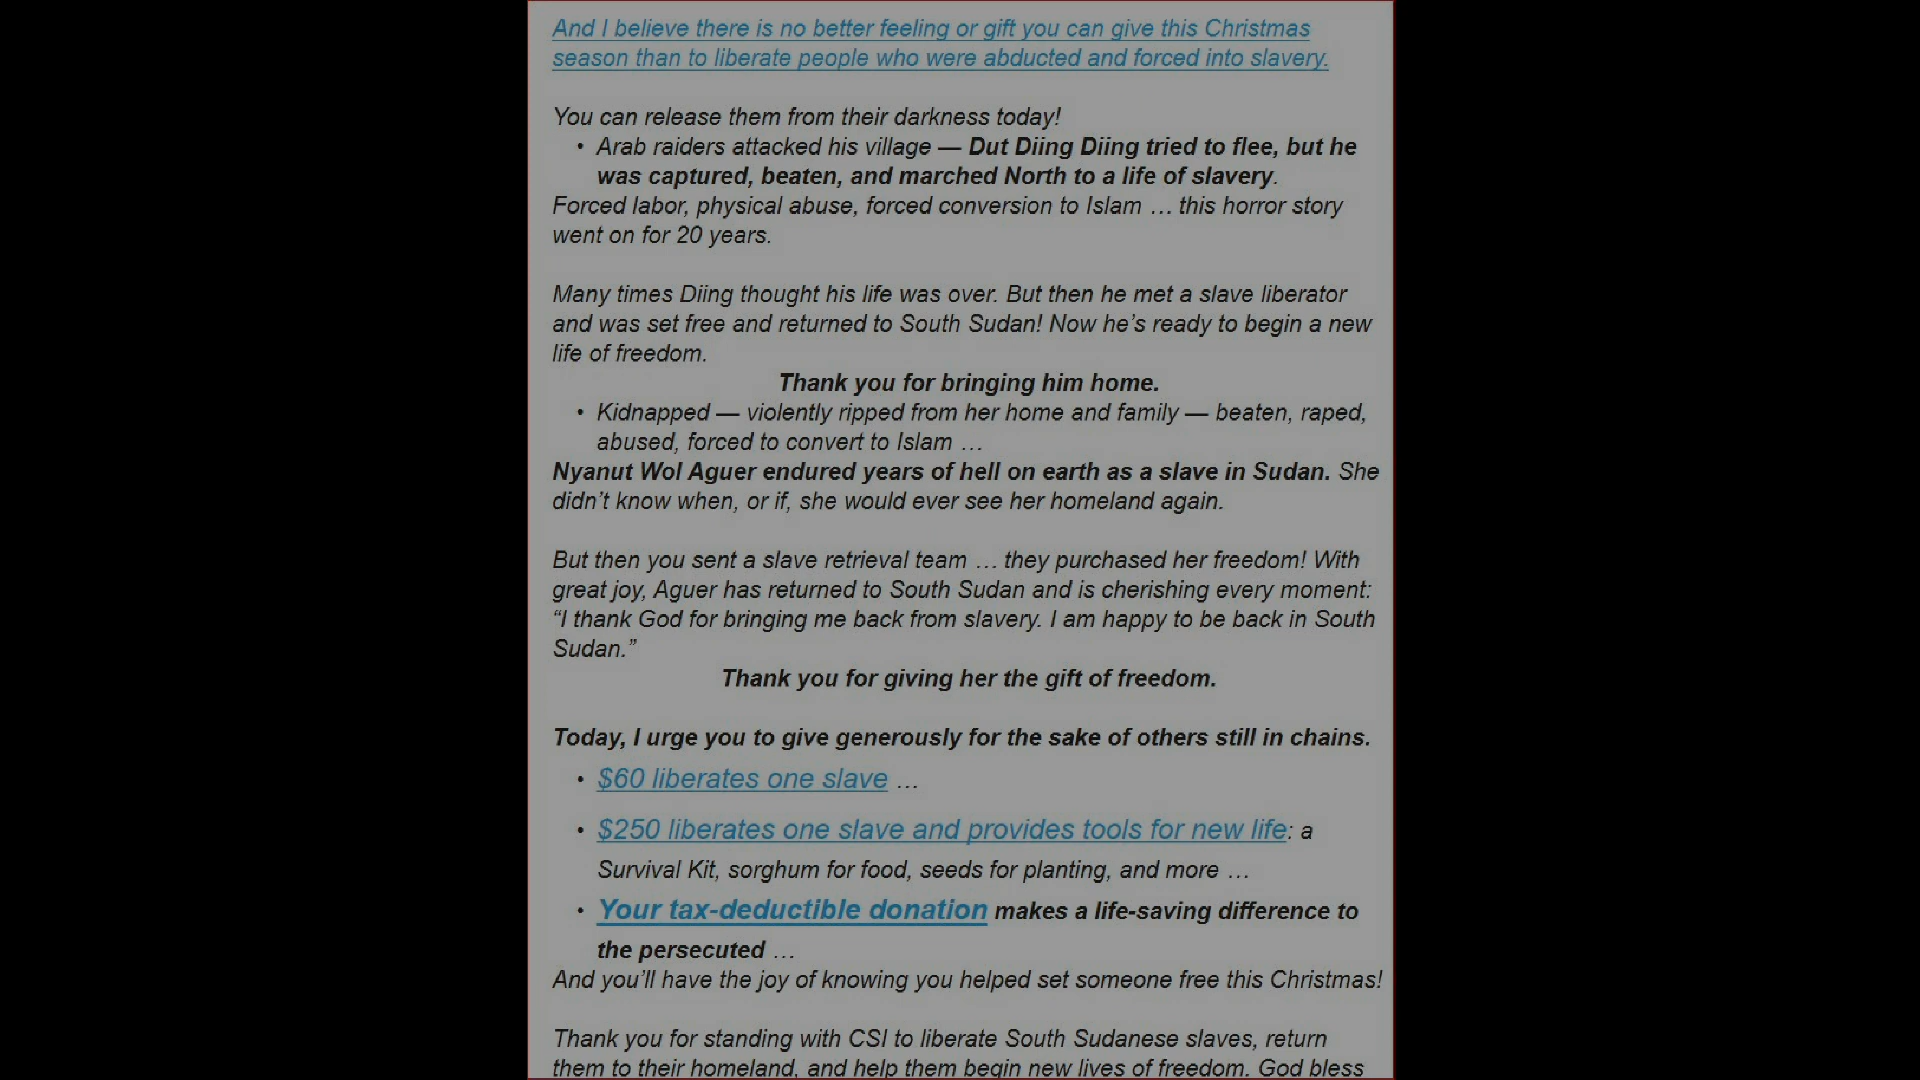 And I believe there is no better feeling or gift you can give this Christmas
season than to liberate people who were abducted and forced into slavery.
You can release them from their darkness today!
• Arab raiders attacked his village — Dut Diing Diing tried to flee, but he
was captured, beaten, and marched North to a life of slavery.
Forced labor, physical abuse, forced conversion to Islam … this horror story
went on for 20 years.
Many times Diing thought his life was over. But then he met a slave liberator
and was set free and returned to South Sudan! Now he’s ready to begin a new
life of freedom.
Thank you for bringing him home.
• Kidnapped — violently ripped from her home and family — beaten, raped,
abused, forced to convert to Islam …
Nyanut Wol Aguer endured years of hell on earth as a slave in Sudan. She
didn’t know when, or if, she would ever see her homeland again.
But then you sent a slave retrieval team … they purchased her freedom! With
great joy, Aguer has returned to South Sudan and is cherishing every moment:
“I thank God for bringing me back from slavery. I am happy to be back in South
Sudan.”
Thank you for giving her the gift of freedom.
Today, I urge you to give generously for the sake of others still in chains.
• $60 liberates one slave …
• $250 liberates one slave and provides tools for new life: a
Survival Kit, sorghum for food, seeds for planting, and more …
• Your tax-deductible donation makes a life-saving difference to
the persecuted …
And you’ll have the joy of knowing you helped set someone free this Christmas!
Thank you for standing with CSI to liberate South Sudanese slaves, return
them to their homeland, and help them begin new lives of freedom. God bless